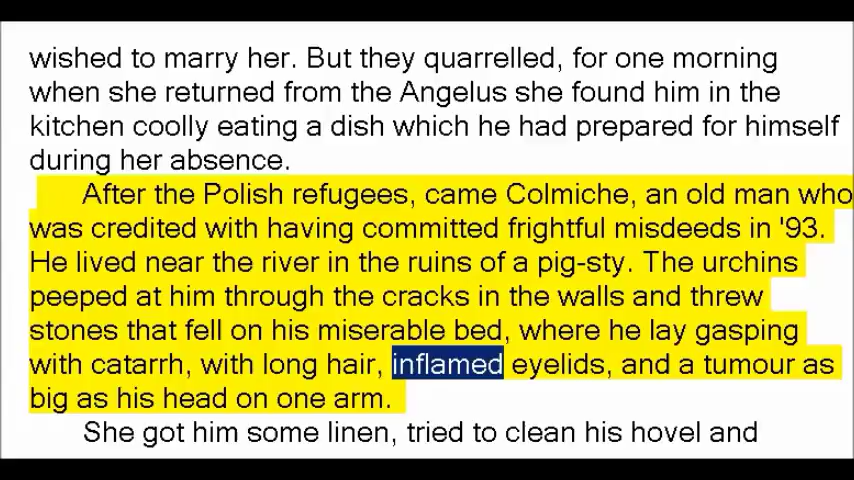 wished to marry her. But they quarrelled, for one morning
when she returned from the Angelus she found him in the
kitchen coolly eating a dish which he had prepared for himself
during her absence.
After the Polish refugees, came Colmiche, an old man who
was credited with having committed frightful misdeeds in '93.
He lived near the river in the ruins of a pig-sty. The urchins
peeped at him through the cracks in the walls and threw
stones that fell on his miserable bed, where he lay gasping
with catarrh, with long hair, inflamed eyelids, and a tumour as
big as his head on one arm.
She got him some linen, tried to clean his hovel and